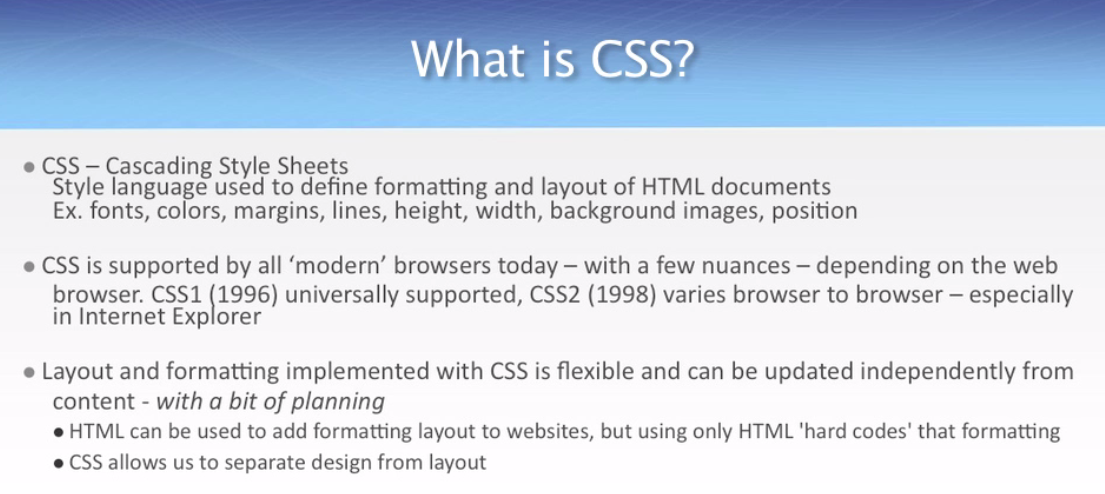 What is CSS?
● CSS – Cascading Style Sheets
Style language used to define formatting and layout of HTML documents
Ex. fonts, colors, margins, lines, height, width, background images, position
● CSS is supported by all ‘modern’ browsers today – with a few nuances – depending on the web
browser. CSS1 (1996) universally supported, CSS2 (1998) varies browser to browser – especially
in Internet Explorer
● Layout and formatting implemented with CSS is flexible and can be updated independently from
content - with a bit of planning
● HTML can be used to add formatting layout to websites, but using only HTML 'hard codes' that formatting
● CSS allows us to separate design from layout